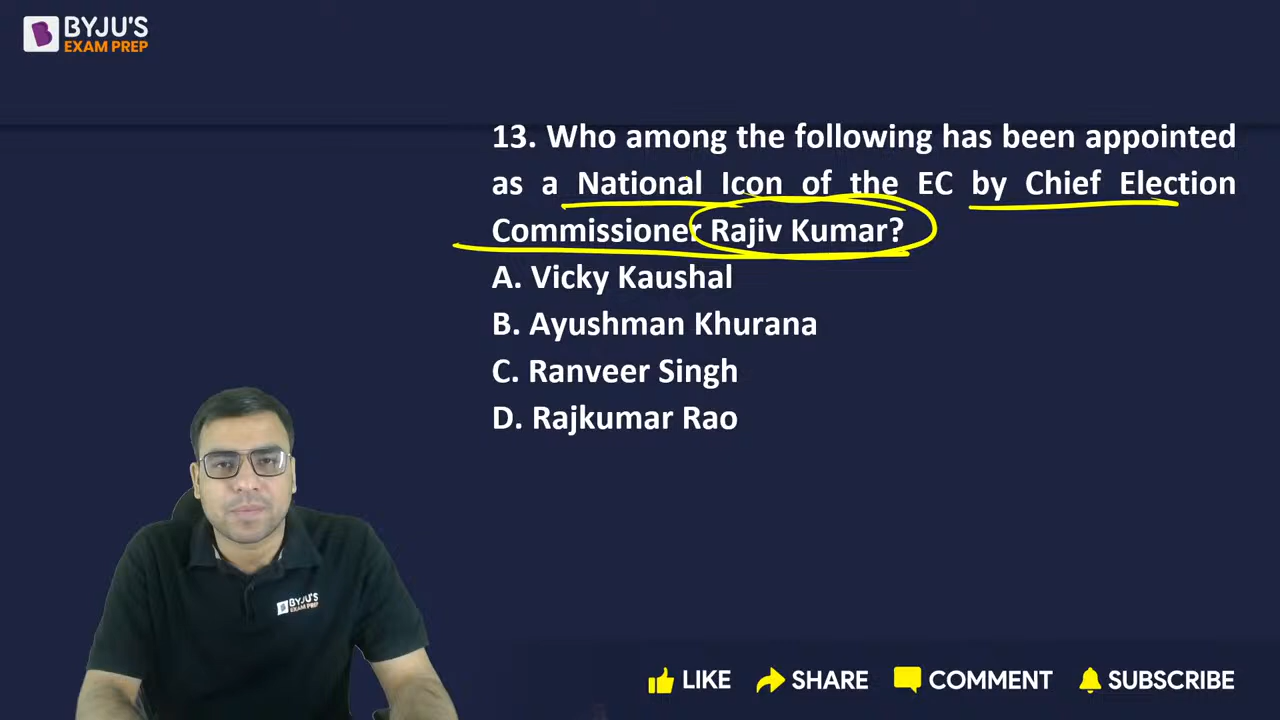 BYJU'S
EXAM PREP
13. Who among the following has been appointed
as a National Icon of the EC by Chief Election
Commissioner Rajiv Kumar?
A. Vicky Kaushal
B. Ayushman Khurana
C. Ranveer Singh
D. Rajkumar Rao
BYJU'S
EXAM PREP
LIKE SHARE COMMENT SUBSCRIBE